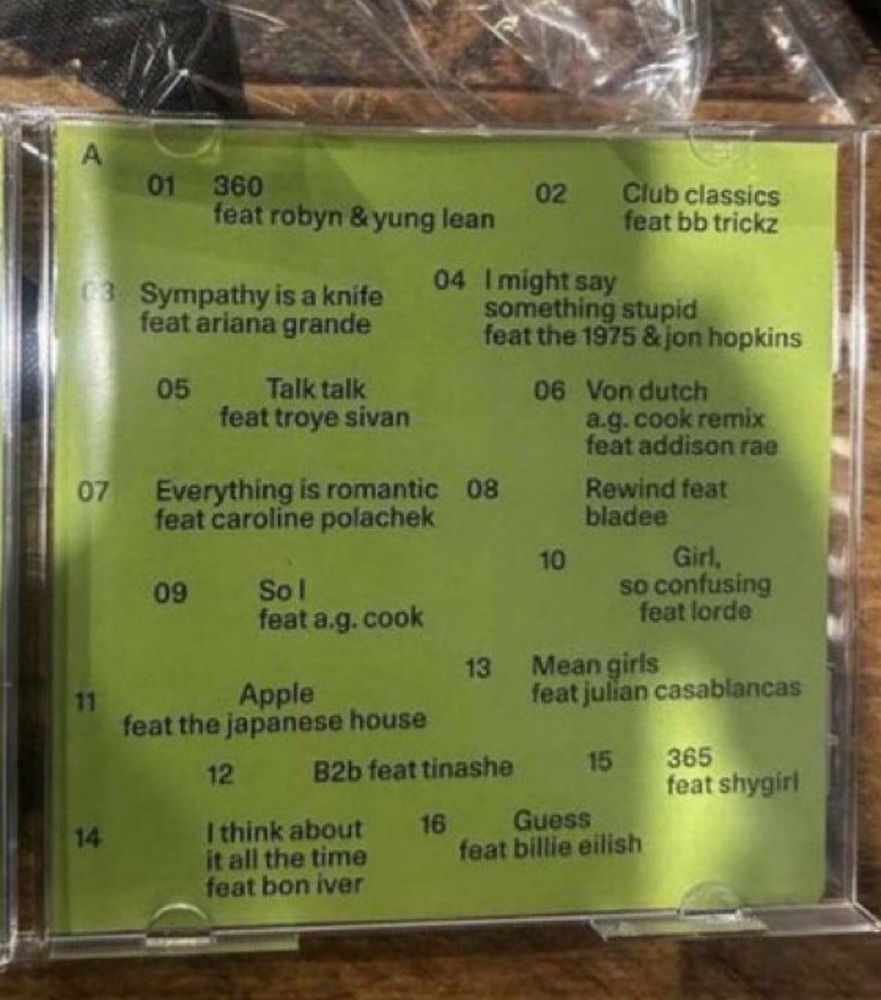 A
01 360
feat robyn & yung lean
02 Club classics
feat bb trickz
03 Sympathy is a knife
feat ariana grande
04 I might say
something stupid
feat the 1975 & jon hopkins
05 Talk talk
feat troye sivan
06 Von dutch
a.g. cook remix
feat addison rae
07 Everything is romantic
feat caroline polachek
08 Rewind feat
bladee
09 So I
feat a.g. cook
10 Girl,
so confusing
feat lorde
11 Apple
feat the japanese house
13 Mean girls
feat julian casablancas
12 B2b feat tinashe
15 365
feat shygirl
14 I think about
it all the time
feat bon iver
16 Guess
feat billie eilish